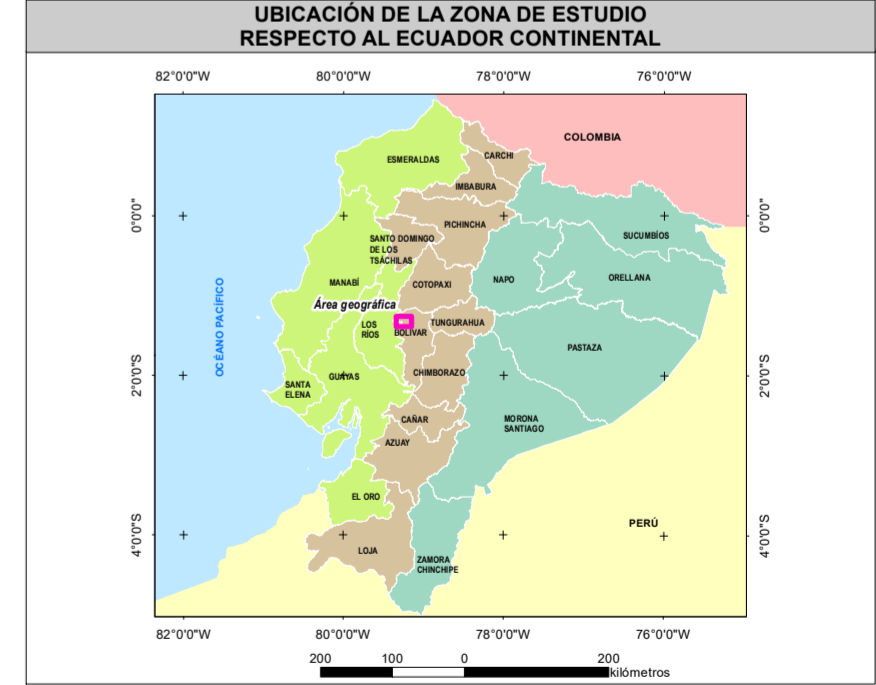 UBICACIÓN DE LA ZONA DE ESTUDIO
RESPECTO AL ECUADOR CONTINENTAL
82°0'0"W 80°0'0"W 78°0'0"W 76°0'0"W
COLOMBIA
CARCHI
ESMERALDAS
IMBABURA
0°0'0" 0°0'0"
PICHINCHA
SUCUMBÍOS
SANTO DOMINGO
DE LOS
TSÁCHILAS
ORELLANA
NAPO
MANABÍ
COTOPAXI
Área geográfica
OCÉANO PACÍFICO
LOS
RÍOS
BOLÍVAR
TUNGURAHUA
PASTAZA
2°0'0"S 2°0'0"S
CHIMBORAZO
GUAYAS
SANTA
ELENA
CAÑAR
MORONA
SANTIAGO
AZUAY
EL ORO
4°0'0"S 4°0'0"S
PERÚ
LOJA
ZAMORA
CHINCHIPE
82°0'0"W 80°0'0"W 78°0'0"W 76°0'0"W
200 100 0 200
kilómetros